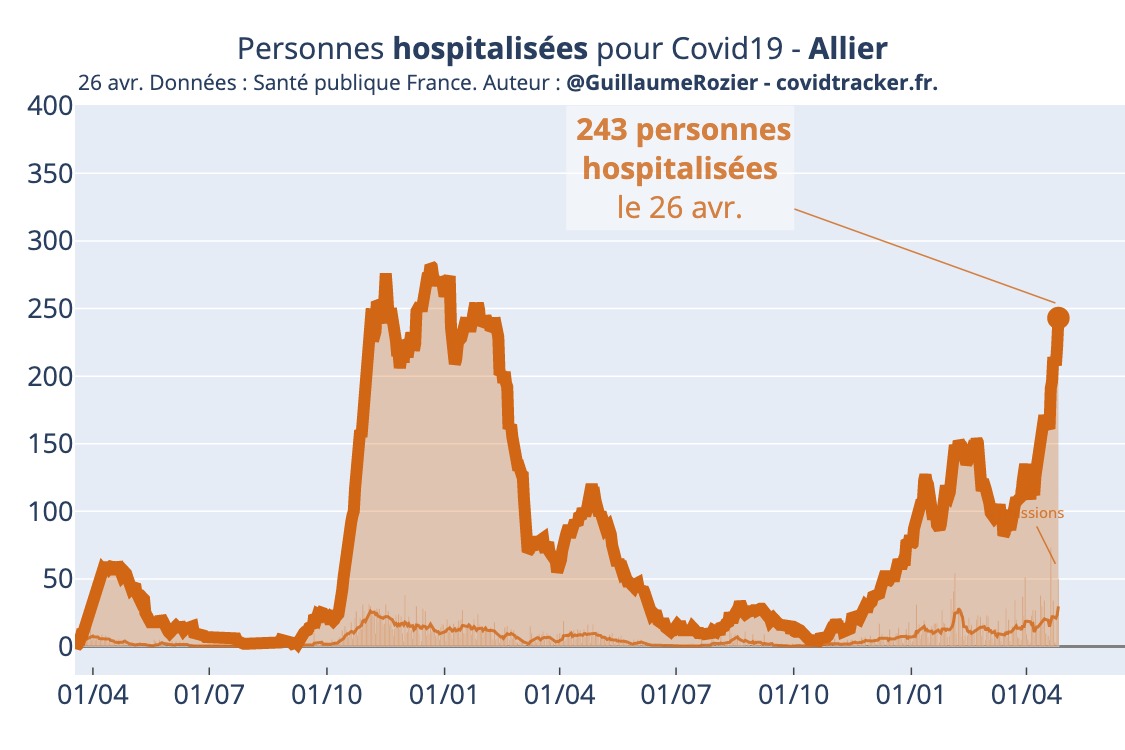 Personnes hospitalisées pour Covid19 - Allier
26 avr. Données : Santé publique France. Auteur : @GuillaumeRozier - covidtracker.fr.
400
243 personnes
hospitalisées
le 26 avr.
350
300
250
200
150
100
ssions
50
0
01/04 01/07 01/10 01/01 01/04 01/07 01/10 01/01 01/04